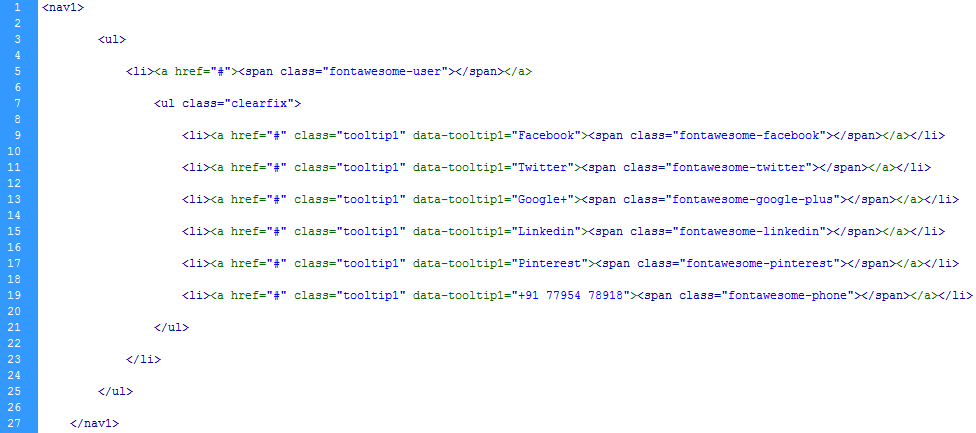 1 <nav1>
2
3 <ul>
4
5 <li><a href="#"><span class="fontawesome-user"></span></a>
6
7 <ul class="clearfix">
8
9 <li><a href="#" class="tooltip1" data-tooltip1="Facebook"><span class="fontawesome-facebook"></span></a></li>
10
11 <li><a href="#" class="tooltip1" data-tooltip1="Twitter"><span class="fontawesome-twitter"></span></a></li>
12
13 <li><a href="#" class="tooltip1" data-tooltip1="Google+"><span class="fontawesome-google-plus"></span></a></li>
14
15 <li><a href="#" class="tooltip1" data-tooltip1="Linkedin"><span class="fontawesome-linkedin"></span></a></li>
16
17 <li><a href="#" class="tooltip1" data-tooltip1="Pinterest"><span class="fontawesome-pinterest"></span></a></li>
18
19 <li><a href="#" class="tooltip1" data-tooltip1="+91 77954 78918"><span class="fontawesome-phone"></span></a></li>
20
21 </ul>
22
23 </li>
24
25 </ul>
26
27 </nav1>